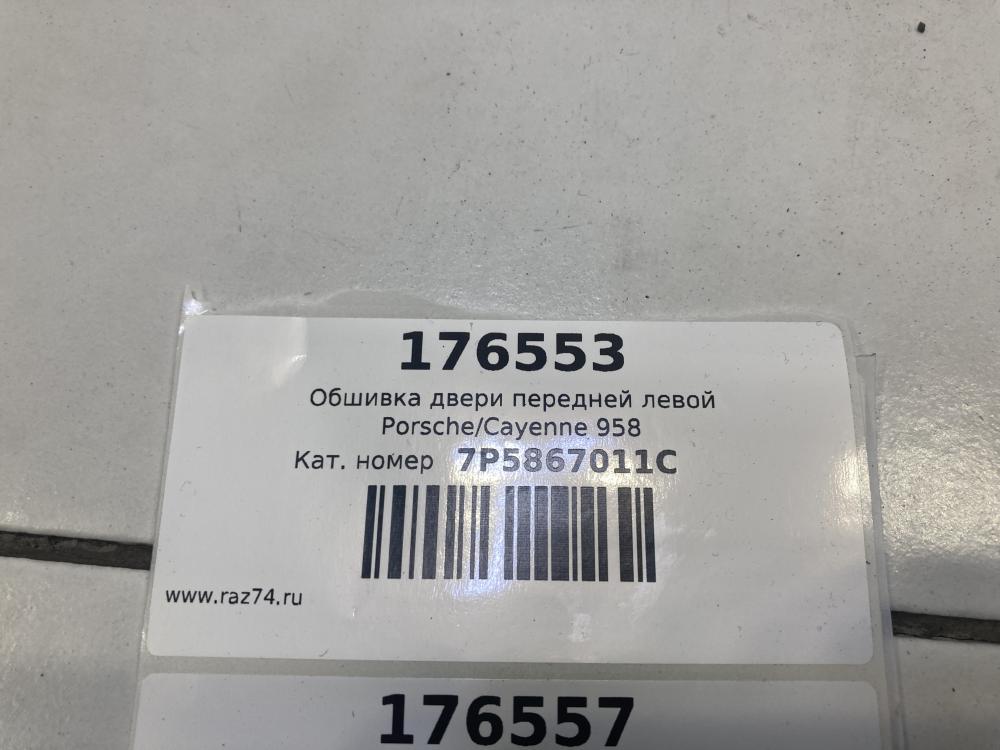 176553
Обшивка двери передней левой
Porsche/Cayenne 958
Кат. номер 7P5867011C
www.raz74.ru
176557